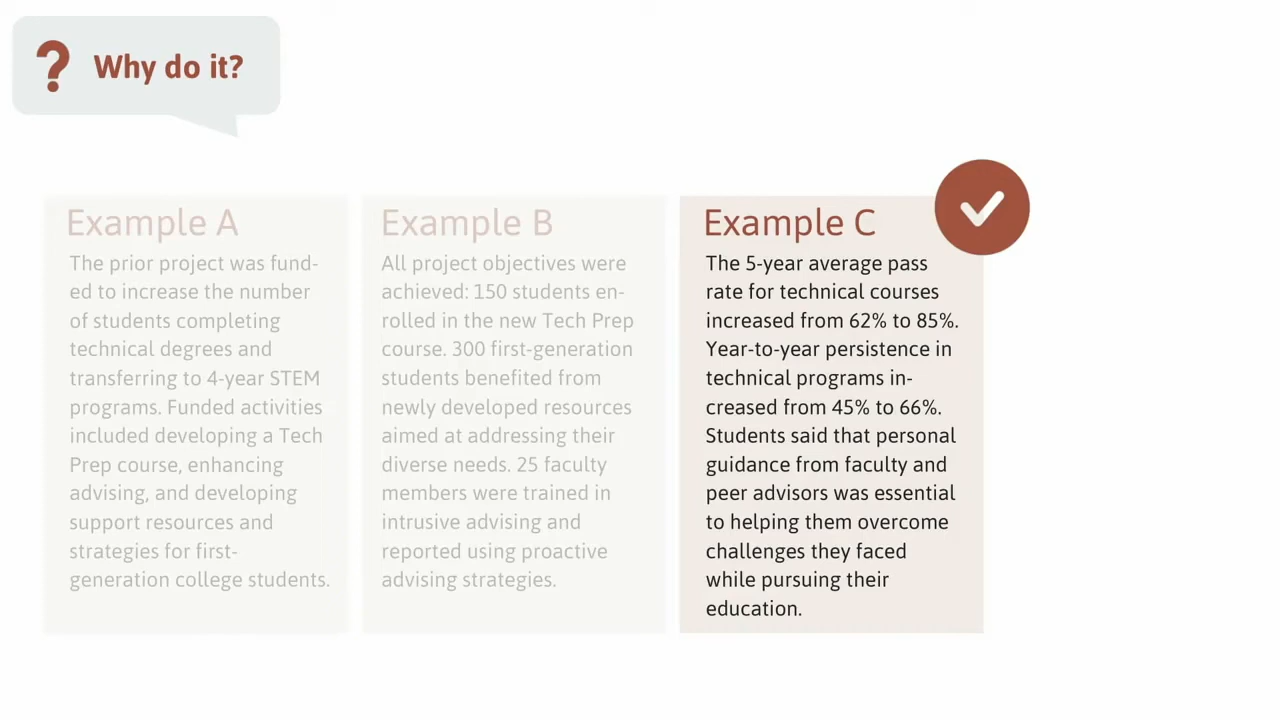 ? Why do it?
Example A
The prior project was fund-
ed to increase the number
of students completing
technical degrees and
transferring to 4-year STEM
programs. Funded activities
included developing a Tech
Prep course, enhancing
advising, and developing
support resources and
strategies for first-
generation college students.
Example B
All project objectives were
achieved: 150 students en-
rolled in the new Tech Prep
course. 300 first-generation
students benefited from
newly developed resources
aimed at addressing their
diverse needs. 25 faculty
members were trained in
intrusive advising and
reported using proactive
advising strategies.
Example C
The 5-year average pass
rate for technical courses
increased from 62% to 85%.
Year-to-year persistence in
technical programs in-
creased from 45% to 66%.
Students said that personal
guidance from faculty and
peer advisors was essential
to helping them overcome
challenges they faced
while pursuing their
education.